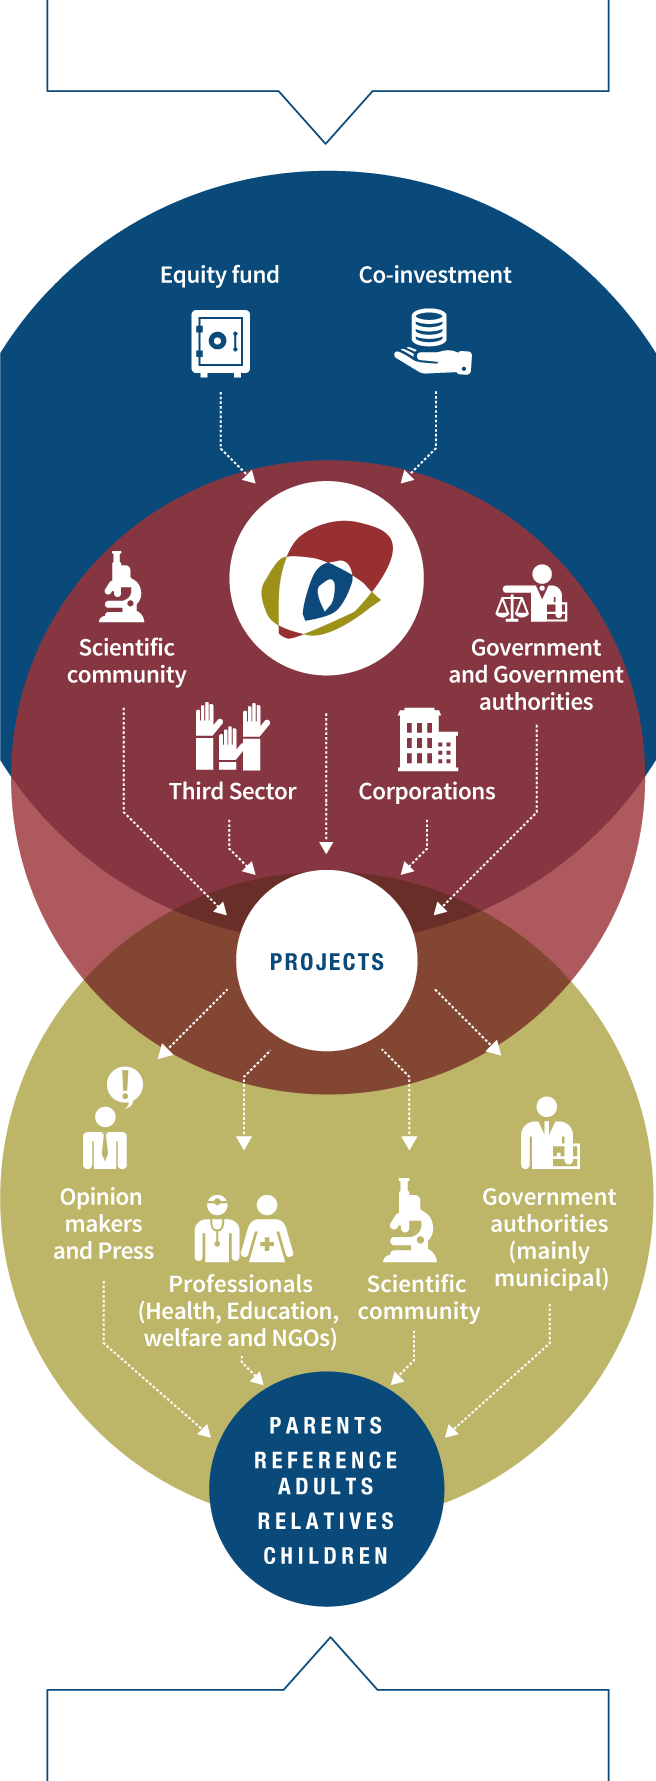 Equity fund
Co-investment
Scientific
community
Government
and Government
authorities
Third Sector
Corporations
PROJECTS
Opinion
makers
and Press
Professionals
(Health, Education,
welfare and NGOs)
Scientific
community
Government
authorities
(mainly
municipal)
PARENTS
REFERENCE
ADULTS
RELATIVES
CHILDREN